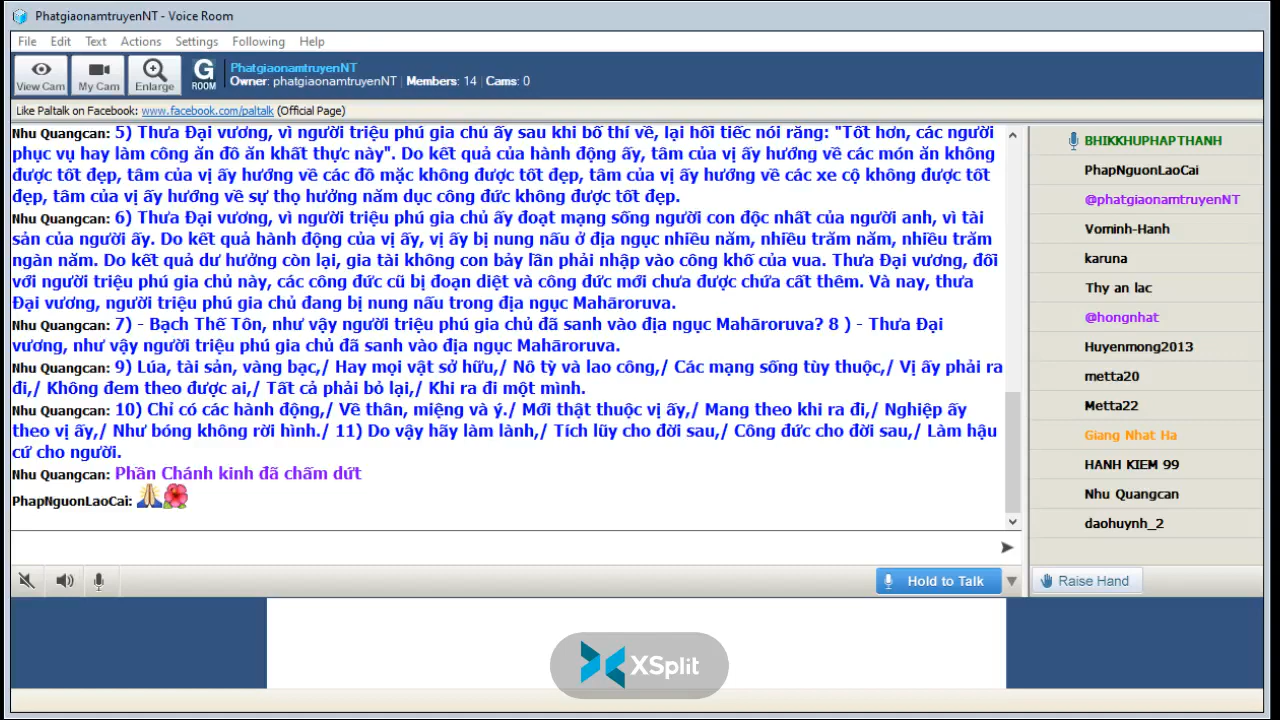 PhatgiaonamtruyenNT - Voice Room
File Edit Text Actions Settings Following Help
View Cam My Cam Enlarge G ROOM
PhatgiaonamtruyenNT
Owner: phatgiaonamtruyenNT | Members: 14 | Cams: 0
Like Paltalk on Facebook: www.facebook.com/paltalk (Official Page)
Nhu Quangcan: 5) Thưa Đại vương, vì người triệu phú gia chủ ấy sau khi bố thí về, lại hối tiếc nói rằng: "Tốt hơn, các người
phục vụ hay làm công ăn đồ ăn khất thực này". Do kết quả của hành động ấy, tâm của vị ấy hướng về các món ăn không
được tốt đẹp, tâm của vị ấy hướng về các đồ mặc không được tốt đẹp, tâm của vị ấy hướng về các xe cộ không được tốt
đẹp, tâm của vị ấy hướng về sự thọ hưởng năm dục công đức không được tốt đẹp.
Nhu Quangcan: 6) Thưa Đại vương, vì người triệu phú gia chủ ấy đoạt mạng sống người con độc nhất của người anh, vì tài
sản của người ấy. Do kết quả hành động của vị ấy, vị ấy bị nung nấu ở địa ngục nhiều năm, nhiều trăm năm, nhiều trăm
ngàn năm. Do kết quả dư hưởng còn lại, gia tài không con bảy lần phải nhập vào công khố của vua. Thưa Đại vương, đối
với người triệu phú gia chủ này, các công đức cũ bị đoạn diệt và công đức mới chưa được chứa cất thêm. Và nay, thưa
Đại vương, người triệu phú gia chủ đang bị nung nấu trong địa ngục Mahāroruva.
Nhu Quangcan: 7) - Bạch Thế Tôn, như vậy người triệu phú gia chủ đã sanh vào địa ngục Mahāroruva? 8 ) - Thưa Đại
vương, như vậy người triệu phú gia chủ đã sanh vào địa ngục Mahāroruva.
Nhu Quangcan: 9) Lúa, tài sản, vàng bạc,/ Hay mọi vật sở hữu,/ Nô tỳ và lao công,/ Các mạng sống tùy thuộc,/ Vị ấy phải ra
đi,/ Không đem theo được ai,/ Tất cả phải bỏ lại,/ Khi ra đi một mình.
Nhu Quangcan: 10) Chỉ có các hành động,/ Về thân, miệng và ý./ Mới thật thuộc vị ấy,/ Mang theo khi ra đi,/ Nghiệp ấy
theo vị ấy,/ Như bóng không rời hình./ 11) Do vậy hãy làm lành,/ Tích lũy cho đời sau,/ Công đức cho đời sau,/ Làm hậu
cứ cho người.
Nhu Quangcan: Phần Chánh kinh đã chấm dứt
PhapNguonLaoCai:
BHIKKHUPHAPTHANH
PhapNguonLaoCai
@phatgiaonamtruyenNT
Vominh-Hanh
karuna
Thy an lac
@hongnhat
Huyenmong2013
metta20
Metta22
Giang Nhat Ha
HANH KIEM 99
Nhu Quangcan
daohuynh_2
Hold to Talk
Raise Hand
XSplit